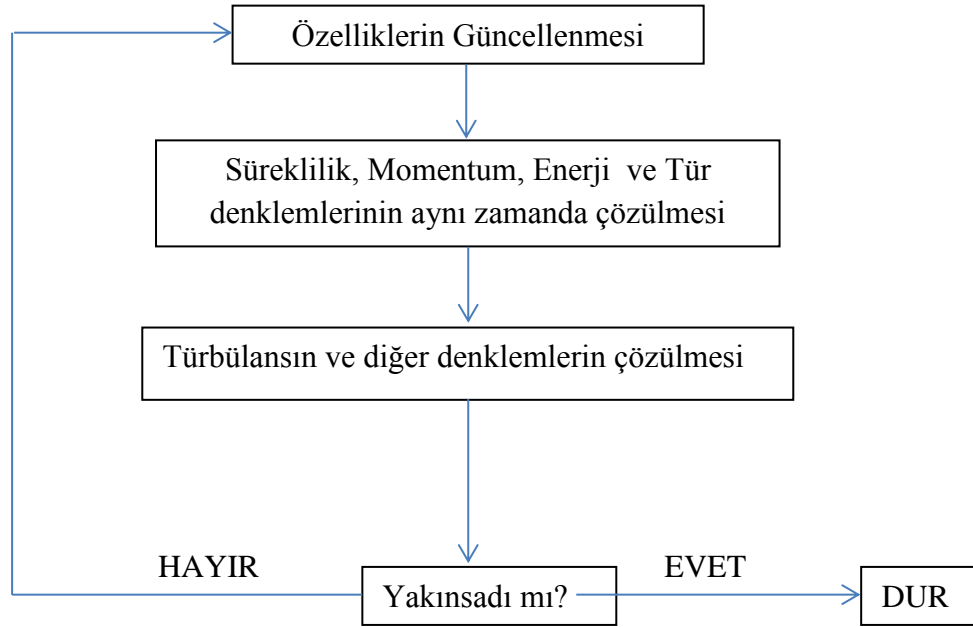 Özelliklerin Güncellenmesi
Süreklilik, Momentum, Enerji ve Tür
denklemlerinin aynı zamanda çözülmesi
Türbülansın ve diğer denklemlerin çözülmesi
HAYIR
EVET
Yakınsadı mı?
DUR